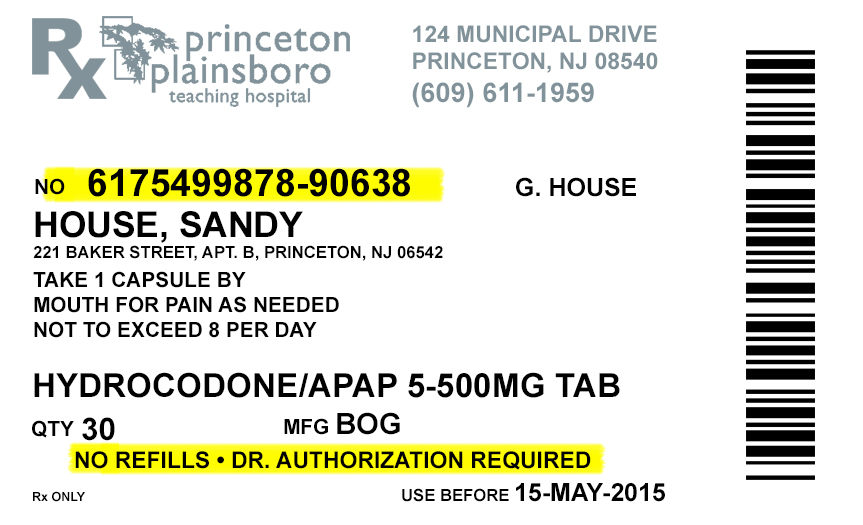 Rx princeton
plainsboro
teaching hospital
124 MUNICIPAL DRIVE
PRINCETON, NJ 08540
(609) 611-1959
NO 6175499878-90638 G. HOUSE
HOUSE, SANDY
221 BAKER STREET, APT. B, PRINCETON, NJ 06542
TAKE 1 CAPSULE BY
MOUTH FOR PAIN AS NEEDED
NOT TO EXCEED 8 PER DAY
HYDROCODONE/APAP 5-500MG TAB
QTY 30 MFG BOG
NO REFILLS • DR. AUTHORIZATION REQUIRED
Rx ONLY USE BEFORE 15-MAY-2015